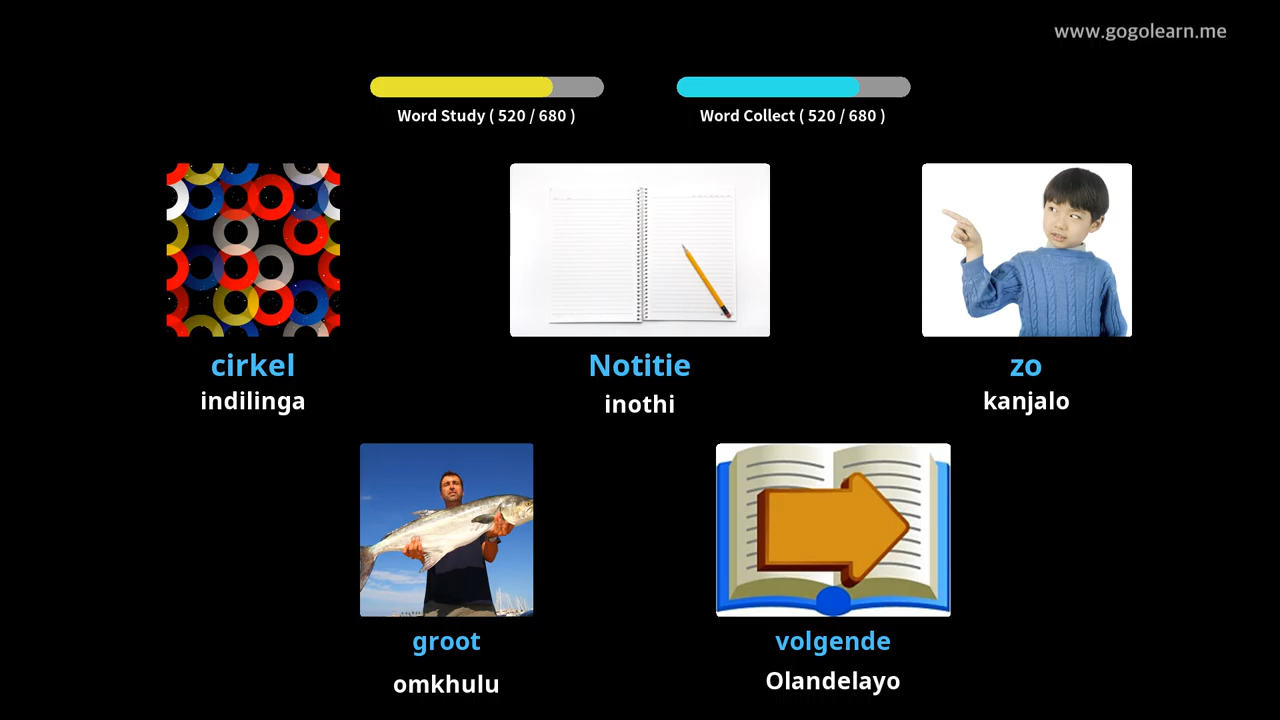 www.gogolearn.me
Word Study ( 520 / 680 )
Word Collect ( 520 / 680 )
cirkel
indilinga
Notitie
inothi
zo
kanjalo
groot
omkhulu
volgende
Olandelayo